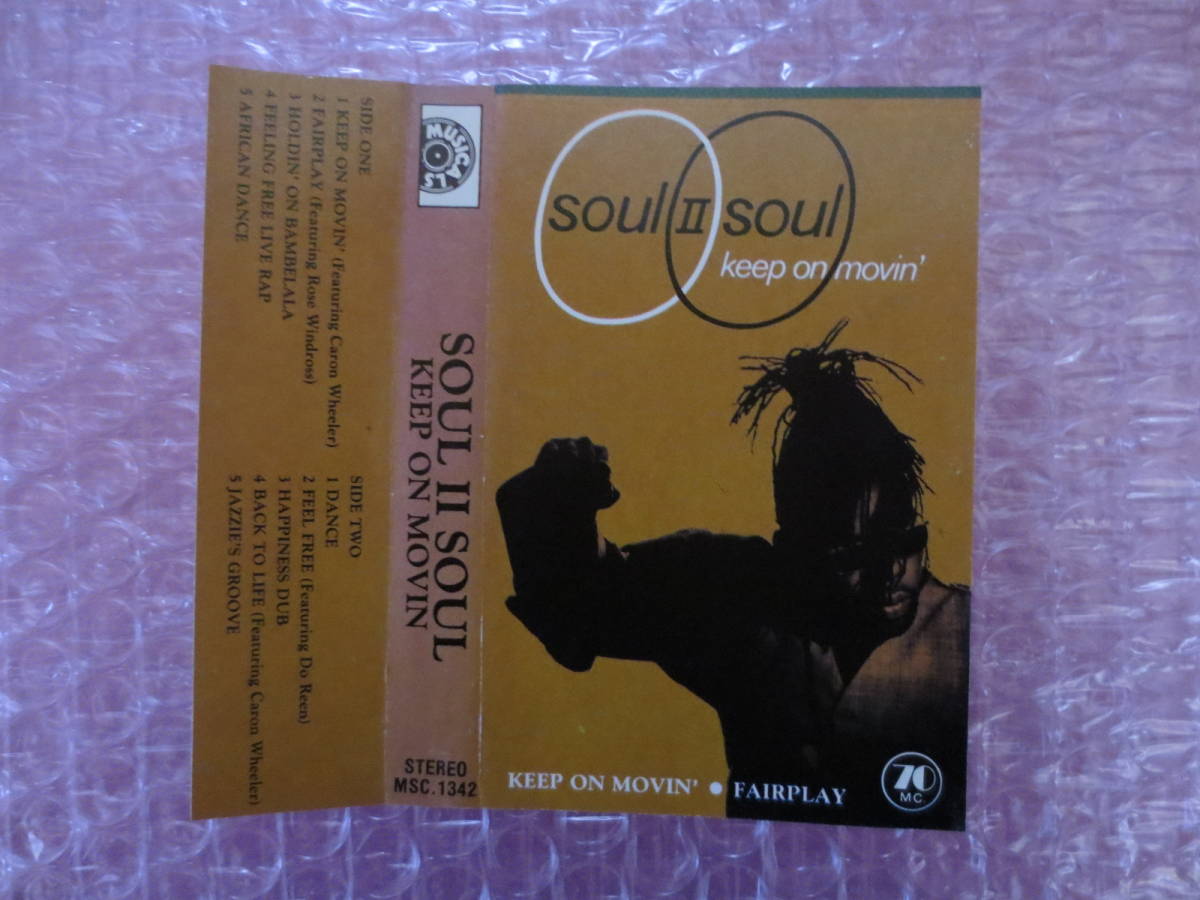 SIDE ONE
1 KEEP ON MOVIN' (Featuring Caron Wheeler)
2 FAIRPLAY (Featuring Rose Windross)
3 HOLDIN' ON BAMBELALA
4 FEELING FREE LIVE RAP
5 AFRICAN DANCE
SIDE TWO
1 DANCE
2 FEEL FREE (Featuring Do Reen)
3 HAPPINESS DUB
4 BACK TO LIFE (Featuring Caron Wheeler)
5 JAZZIE'S GROOVE
MUSICALS
SOUL II SOUL
KEEP ON MOVIN
STEREO
MSC.1342
soul II soul
keep on movin'
KEEP ON MOVIN' • FAIRPLAY
70
MC.